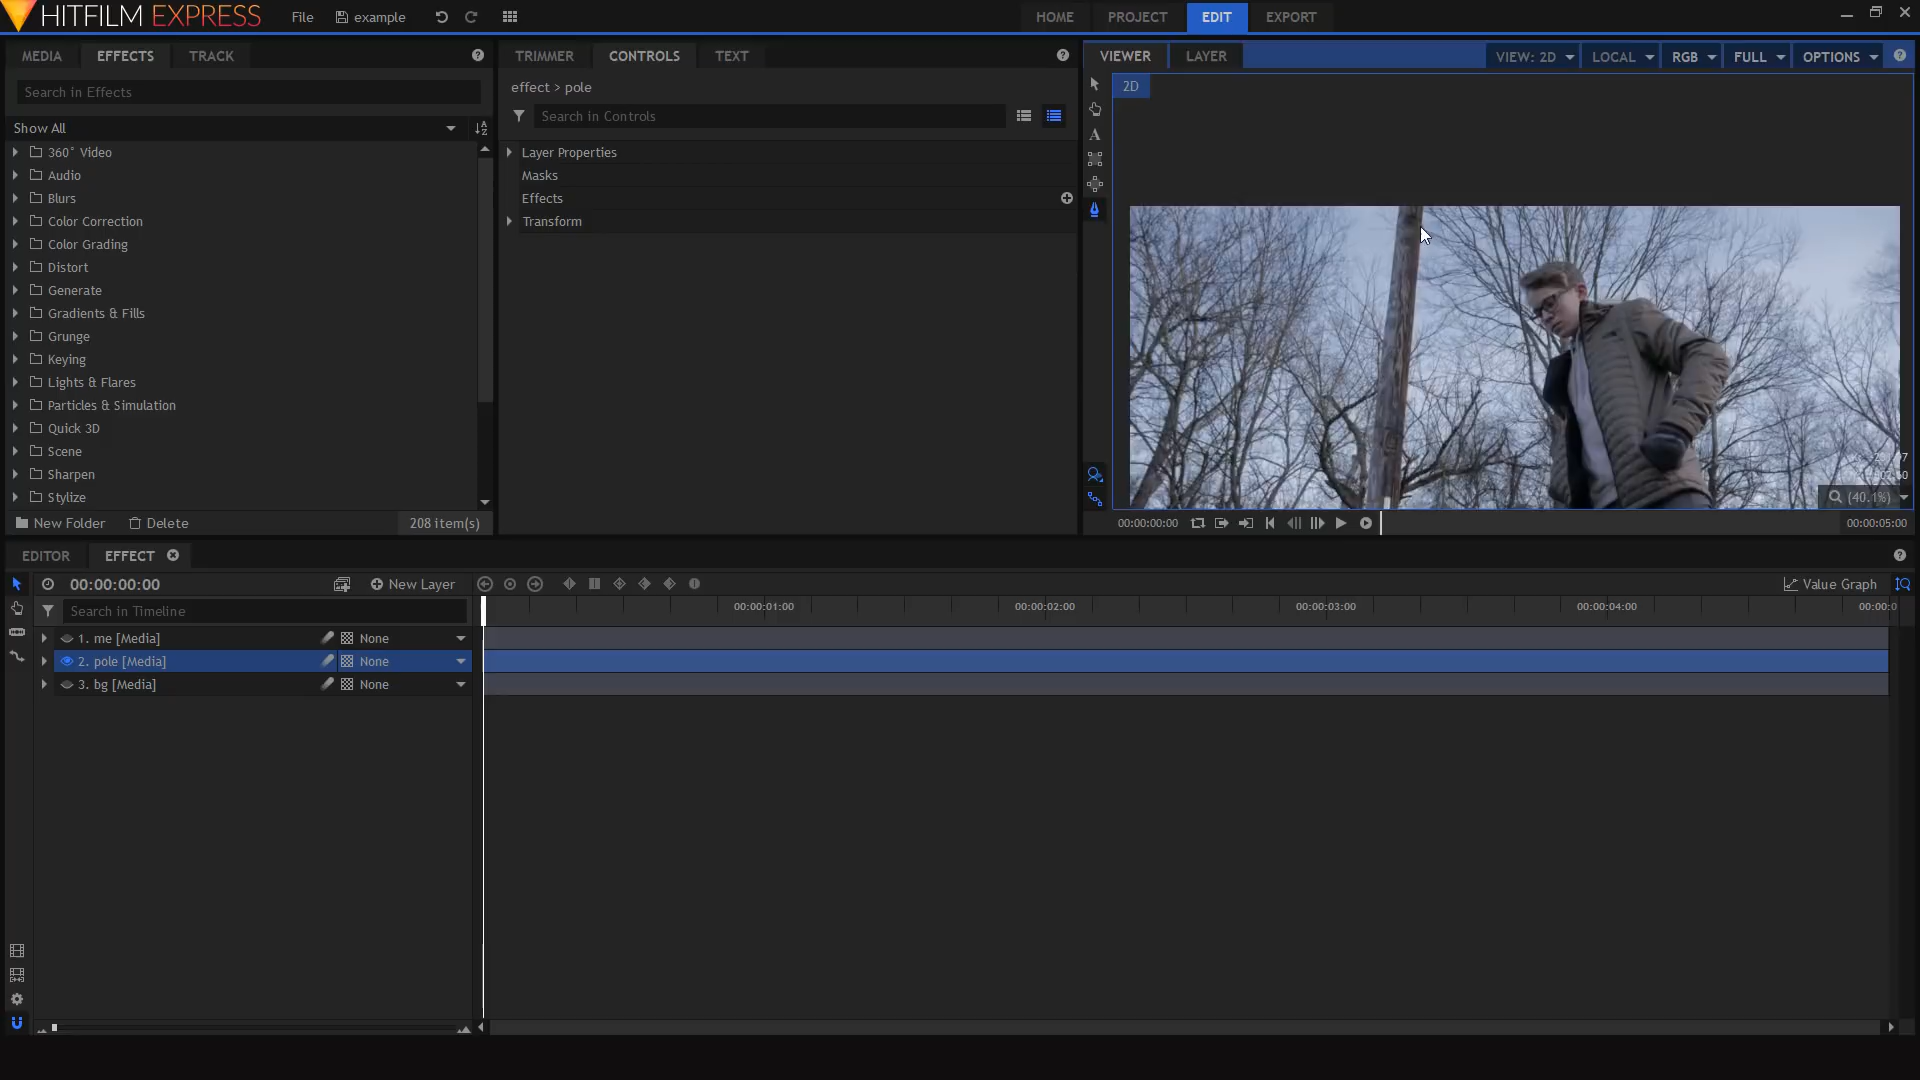 HITFILM EXPRESS File example HOME PROJECT EDIT EXPORT
MEDIA EFFECTS TRACK
Search in Effects
Show All
360° Video
Audio
Blurs
Color Correction
Color Grading
Distort
Generate
Gradients & Fills
Grunge
Keying
Lights & Flares
Particles & Simulation
Quick 3D
Scene
Sharpen
Stylize
New Folder Delete 208 item(s)
TRIMMER CONTROLS TEXT
effect > pole
Search in Controls
Layer Properties
Masks
Effects
Transform
VIEWER LAYER VIEW: 2D LOCAL RGB FULL OPTIONS
2D
A
(40.1%)
00:00:00:00 00:00:05:00
EDITOR EFFECT
00:00:00:00 New Layer Value Graph
Search in Timeline 00:00:01:00 00:00:02:00 00:00:03:00 00:00:04:00 00:00:0
1. me [Media] None
2. pole [Media] None
3. bg [Media] None